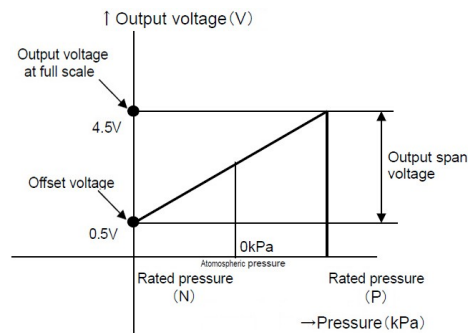 ↑Output voltage(V)
Output voltage
at full scale
4.5V
Output span
voltage
Offset voltage
0.5V
0kPa
Atomospheric pressure
Rated pressure
(N)
Rated pressure
(P)
→Pressure(kPa)